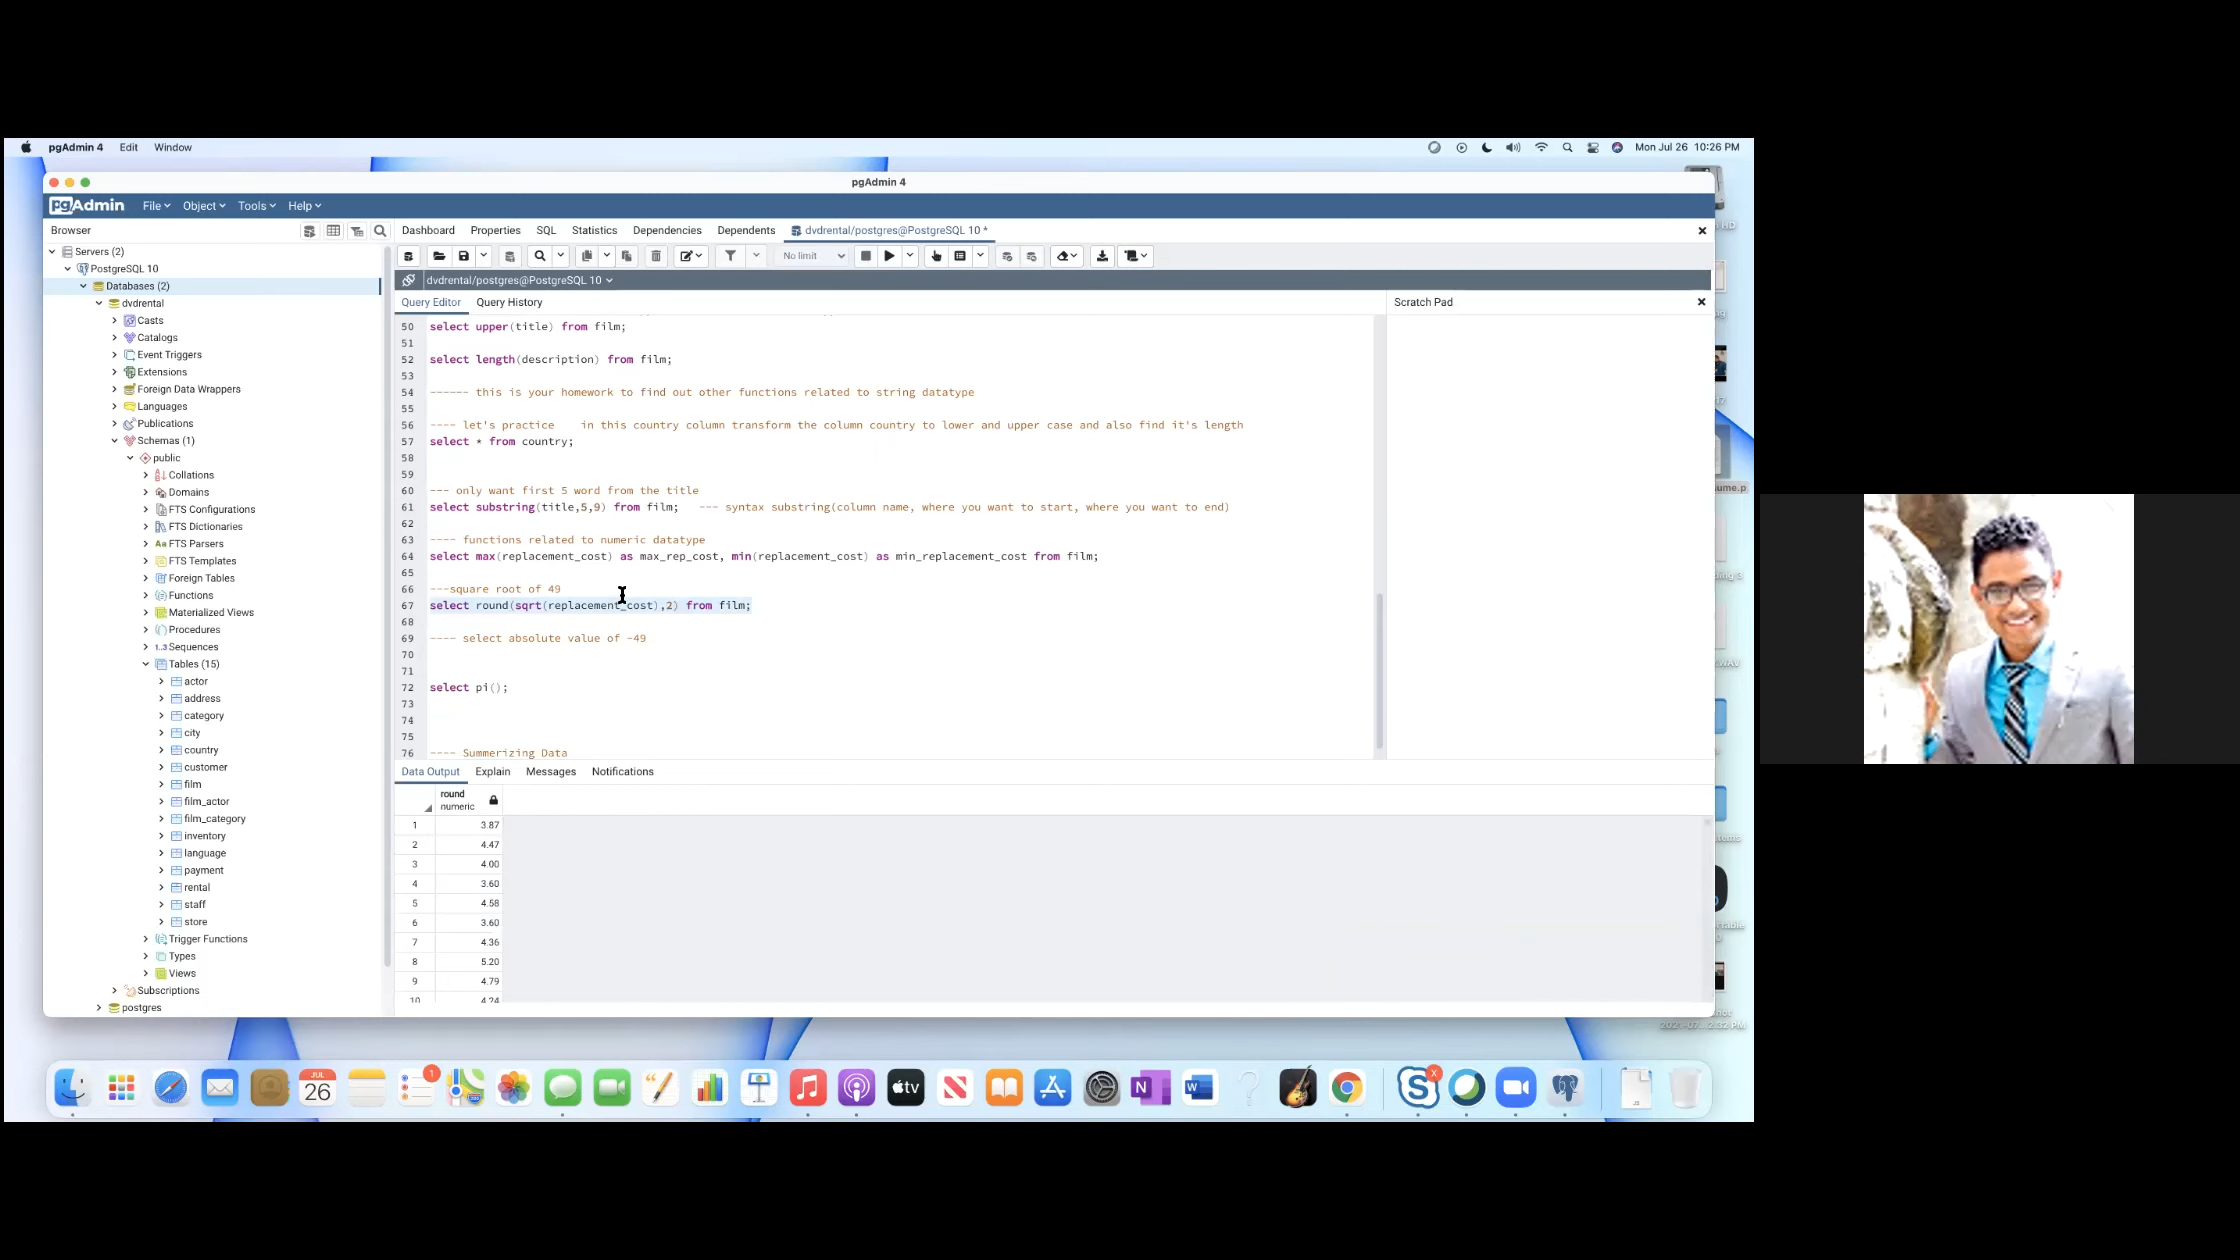 pgAdmin 4 Edit Window
Mon Jul 26 10:26 PM
pgAdmin 4
pgAdmin File Object Tools Help
Browser
Dashboard Properties SQL Statistics Dependencies Dependents dvdrental/postgres@PostgreSQL 10 *
No limit
dvdrental/postgres@PostgreSQL 10
Query Editor Query History
Scratch Pad
Servers (2)
PostgreSQL 10
Databases (2)
dvdrental
Casts
Catalogs
Event Triggers
Extensions
Foreign Data Wrappers
Languages
Publications
Schemas (1)
public
Collations
Domains
FTS Configurations
FTS Dictionaries
FTS Parsers
FTS Templates
Foreign Tables
Functions
Materialized Views
Procedures
1..3 Sequences
Tables (15)
actor
address
category
city
country
customer
film
film_actor
film_category
inventory
language
payment
rental
staff
store
Trigger Functions
Types
Views
Subscriptions
postgres
50 select upper(title) from film;
51
52 select length(description) from film;
53
54 ------ this is your homework to find out other functions related to string datatype
55
56 ---- let's practice    in this country column transform the column country to lower and upper case and also find it's length
57 select * from country;
58
59
60 --- only want first 5 word from the title
61 select substring(title,5,9) from film;   --- syntax substring(column name, where you want to start, where you want to end)
62
63 ---- functions related to numeric datatype
64 select max(replacement_cost) as max_rep_cost, min(replacement_cost) as min_replacement_cost from film;
65
66 ---square root of 49
67 select round(sqrt(replacement_cost),2) from film;
68
69 ---- select absolute value of -49
70
71
72 select pi();
73
74
75
76 ---- Summerizing Data
Data Output Explain Messages Notifications
round
numeric
1 3.87
2 4.47
3 4.00
4 3.60
5 4.58
6 3.60
7 4.36
8 5.20
9 4.79
10 4.24
ume.p
JUL
26
1
tv
N
W
S
X
JS